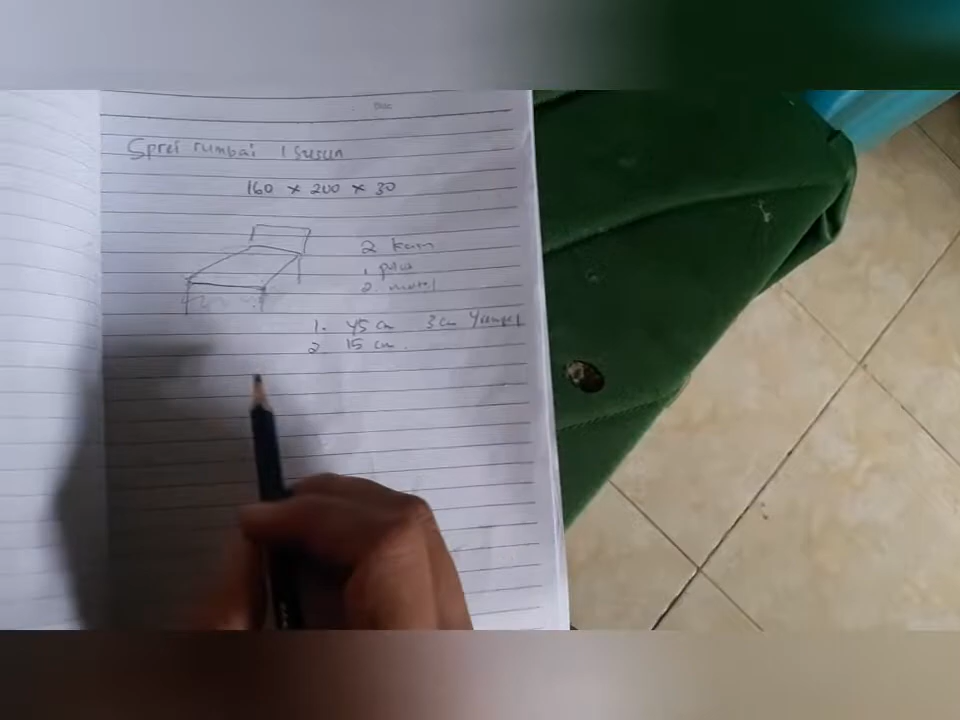 Sprei rumbai 1 susun
160 × 200 × 30
2 kain
1 polos
2 motif
1. 45 cm 3 cm
2 15 cm.